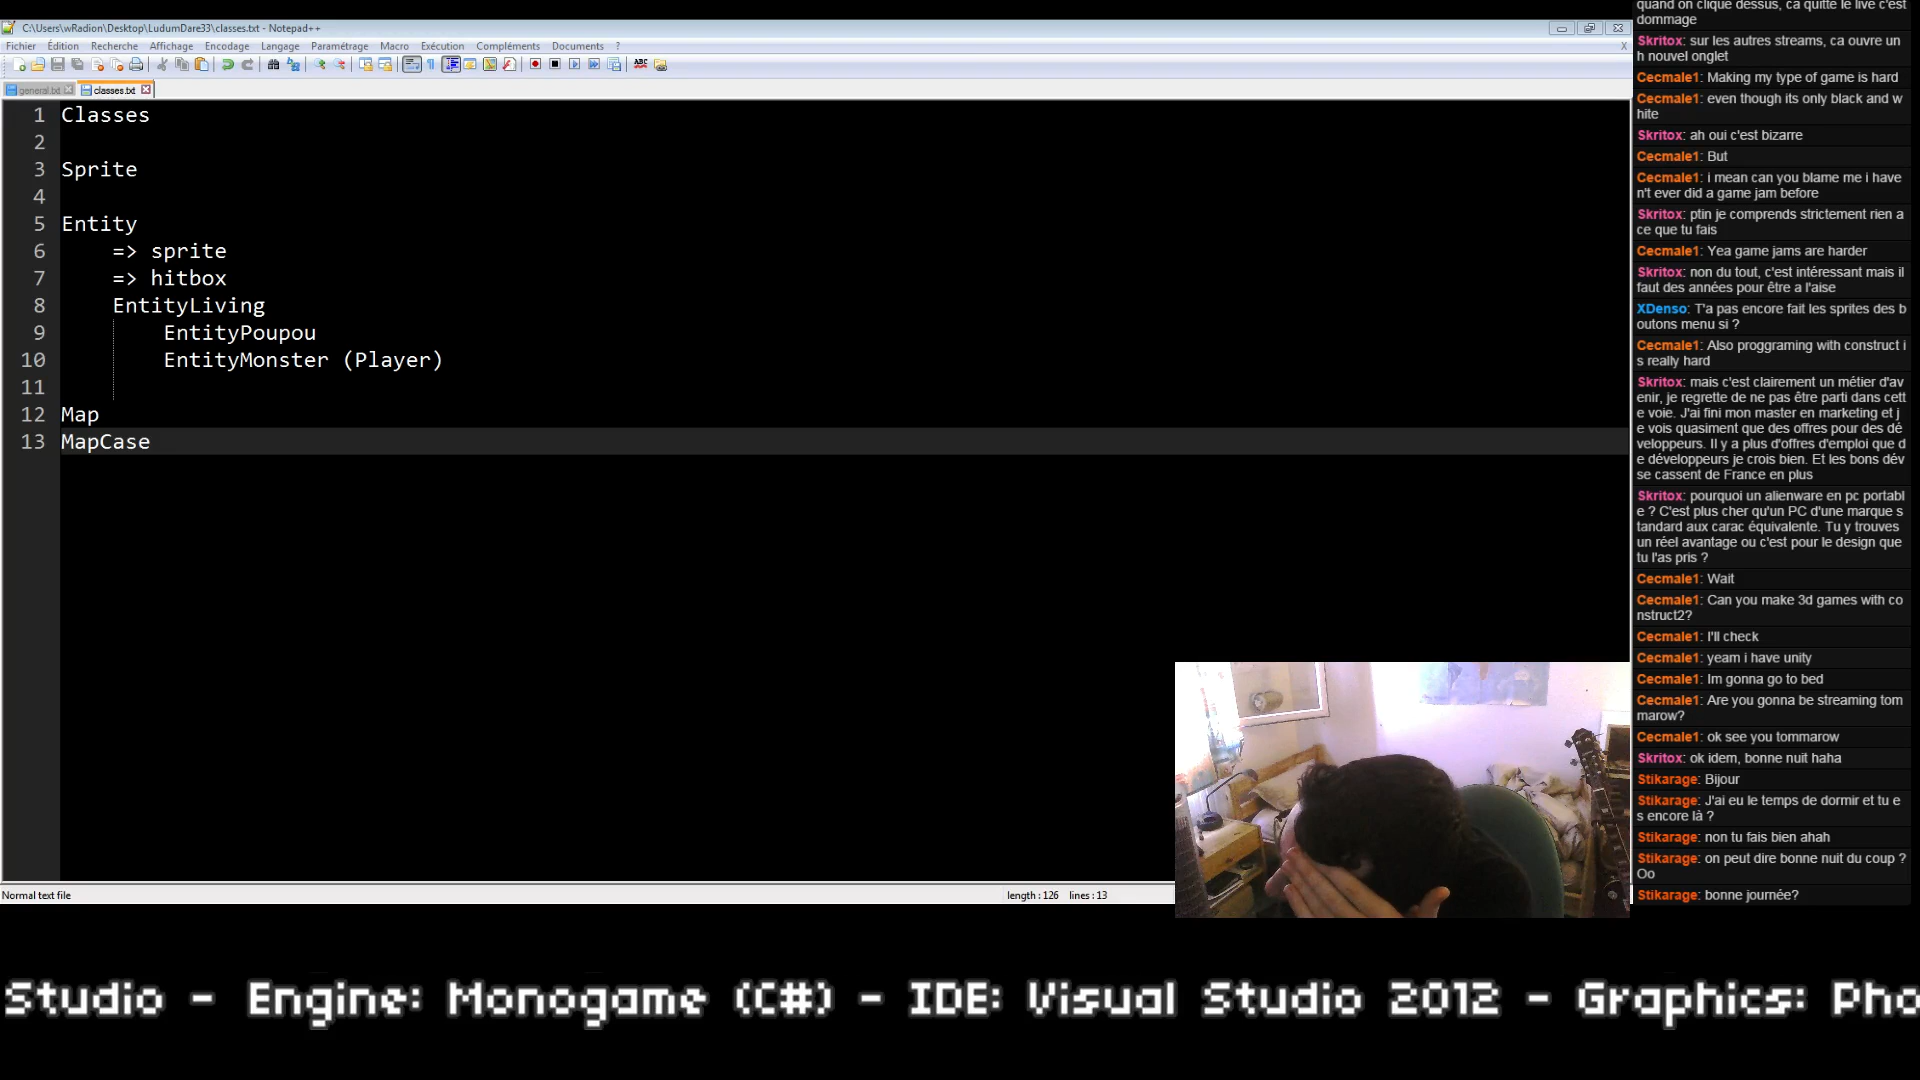 C:\Users\wRadion\Desktop\LudumDare33\classes.txt - Notepad++
Fichier Édition Recherche Affichage Encodage Langage Paramétrage Macro Exécution Compléments Documents ? X
general.txt classes.txt
1 Classes
2
3 Sprite
4
5 Entity
6 => sprite
7 => hitbox
8 EntityLiving
9 EntityPoupou
10 EntityMonster (Player)
11
12 Map
13 MapCase
Normal text file length : 126 lines : 13
quand on clique dessus, ca quitte le live c'est
dommage
Skritox: sur les autres streams, ca ouvre un
h nouvel onglet
Cecmale1: Making my type of game is hard
Cecmale1: even though its only black and w
hite
Skritox: ah oui c'est bizarre
Cecmale1: But
Cecmale1: i mean can you blame me i have
n't ever did a game jam before
Skritox: ptin je comprends strictement rien a
ce que tu fais
Cecmale1: Yea game jams are harder
Skritox: non du tout, c'est intéressant mais il
faut des années pour être a l'aise
XDenso: T'a pas encore fait les sprites des b
outons menu si ?
Cecmale1: Also proggraming with construct i
s really hard
Skritox: mais c'est clairement un métier d'av
enir, je regrette de ne pas être parti dans cett
e voie. J'ai fini mon master en marketing et j
e vois quasiment que des offres pour des dé
veloppeurs. Il y a plus d'offres d'emploi que d
e développeurs je crois bien. Et les bons dév
se cassent de France en plus
Skritox: pourquoi un alienware en pc portabl
e ? C'est plus cher qu'un PC d'une marque s
tandard aux carac équivalente. Tu y trouves
un réel avantage ou c'est pour le design que
tu l'as pris ?
Cecmale1: Wait
Cecmale1: Can you make 3d games with co
nstruct2?
Cecmale1: I'll check
Cecmale1: yeam i have unity
Cecmale1: Im gonna go to bed
Cecmale1: Are you gonna be streaming tom
marow?
Cecmale1: ok see you tommarow
Skritox: ok idem, bonne nuit haha
Stikarage: Bijour
Stikarage: J'ai eu le temps de dormir et tu e
s encore là ?
Stikarage: non tu fais bien ahah
Stikarage: on peut dire bonne nuit du coup ?
Oo
Stikarage: bonne journée?
Studio - Engine: Monogame (C#) - IDE: Visual Studio 2012 - Graphics: Pho